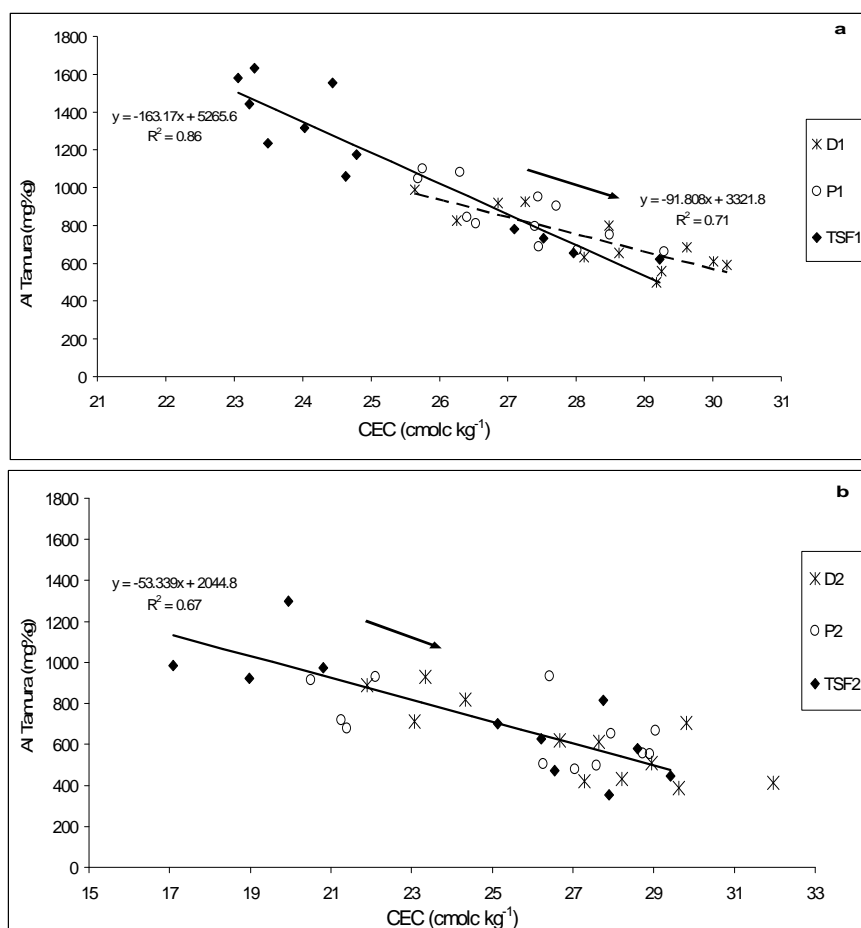 a
1800
1600
1400
1200
1000
800
600
400
200
0
Al Tamura (mg%g)
y = -163.17x + 5265.6
R² = 0.86
y = -91.808x + 3321.8
R² = 0.71
D1
P1
TSF1
21 22 23 24 25 26 27 28 29 30 31
CEC (cmolc kg⁻¹)
b
1800
1600
1400
1200
1000
800
600
400
200
0
Al Tamura (mg%g)
y = -53.339x + 2044.8
R² = 0.67
D2
P2
TSF2
15 17 19 21 23 25 27 29 31 33
CEC (cmolc kg⁻¹)